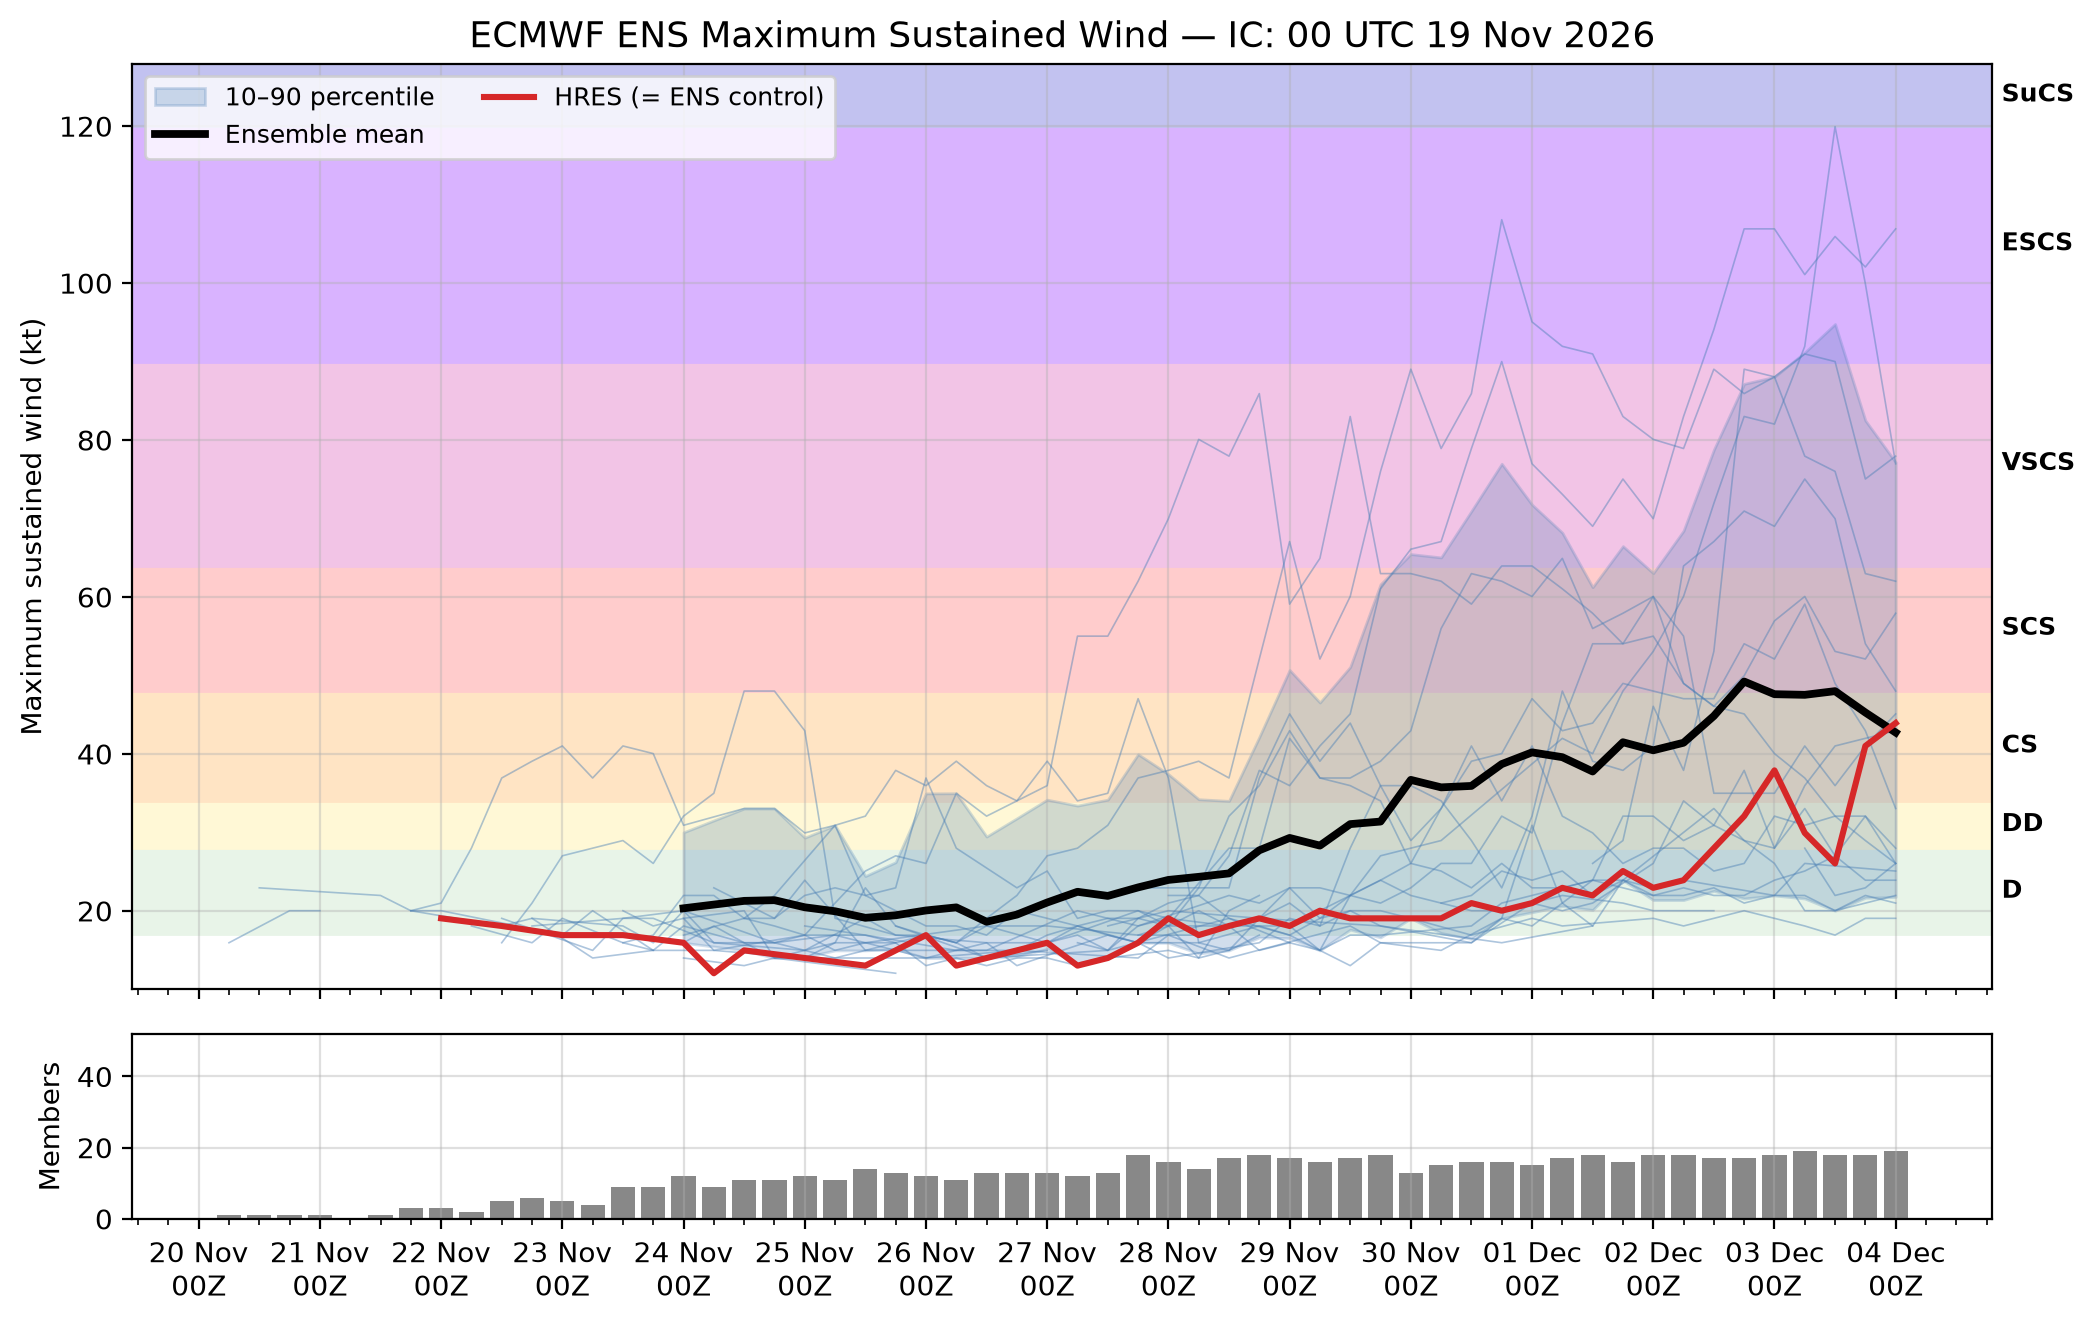 ECMWF ENS Maximum Sustained Wind — IC: 00 UTC 19 Nov 2026
10–90 percentile
Ensemble mean
HRES (= ENS control)
Maximum sustained wind (kt)
120
100
80
60
40
20
SuCS
ESCS
VSCS
SCS
CS
DD
D
Members
40
20
0
20 Nov 21 Nov 22 Nov 23 Nov 24 Nov 25 Nov 26 Nov 27 Nov 28 Nov 29 Nov 30 Nov 01 Dec 02 Dec 03 Dec 04 Dec
00Z 00Z 00Z 00Z 00Z 00Z 00Z 00Z 00Z 00Z 00Z 00Z 00Z 00Z 00Z